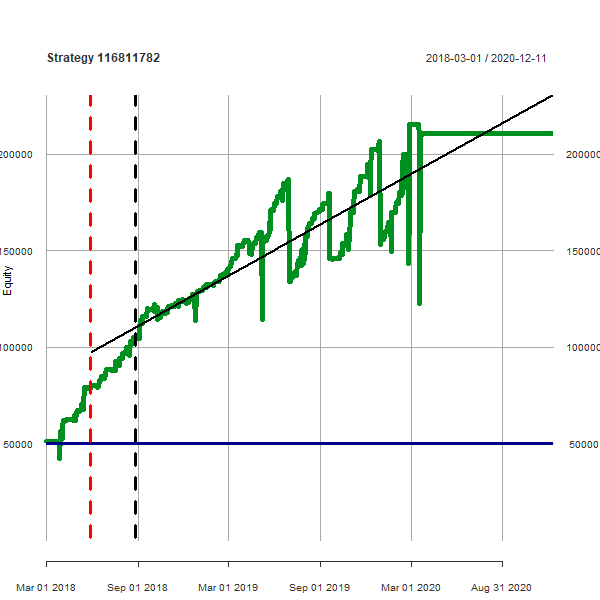 Strategy 116811782
2018-03-01 / 2020-12-11
200000
200000
150000
150000
Equity
100000
100000
50000
50000
Mar 01 2018
Sep 01 2018
Mar 01 2019
Sep 01 2019
Mar 01 2020
Aug 31 2020